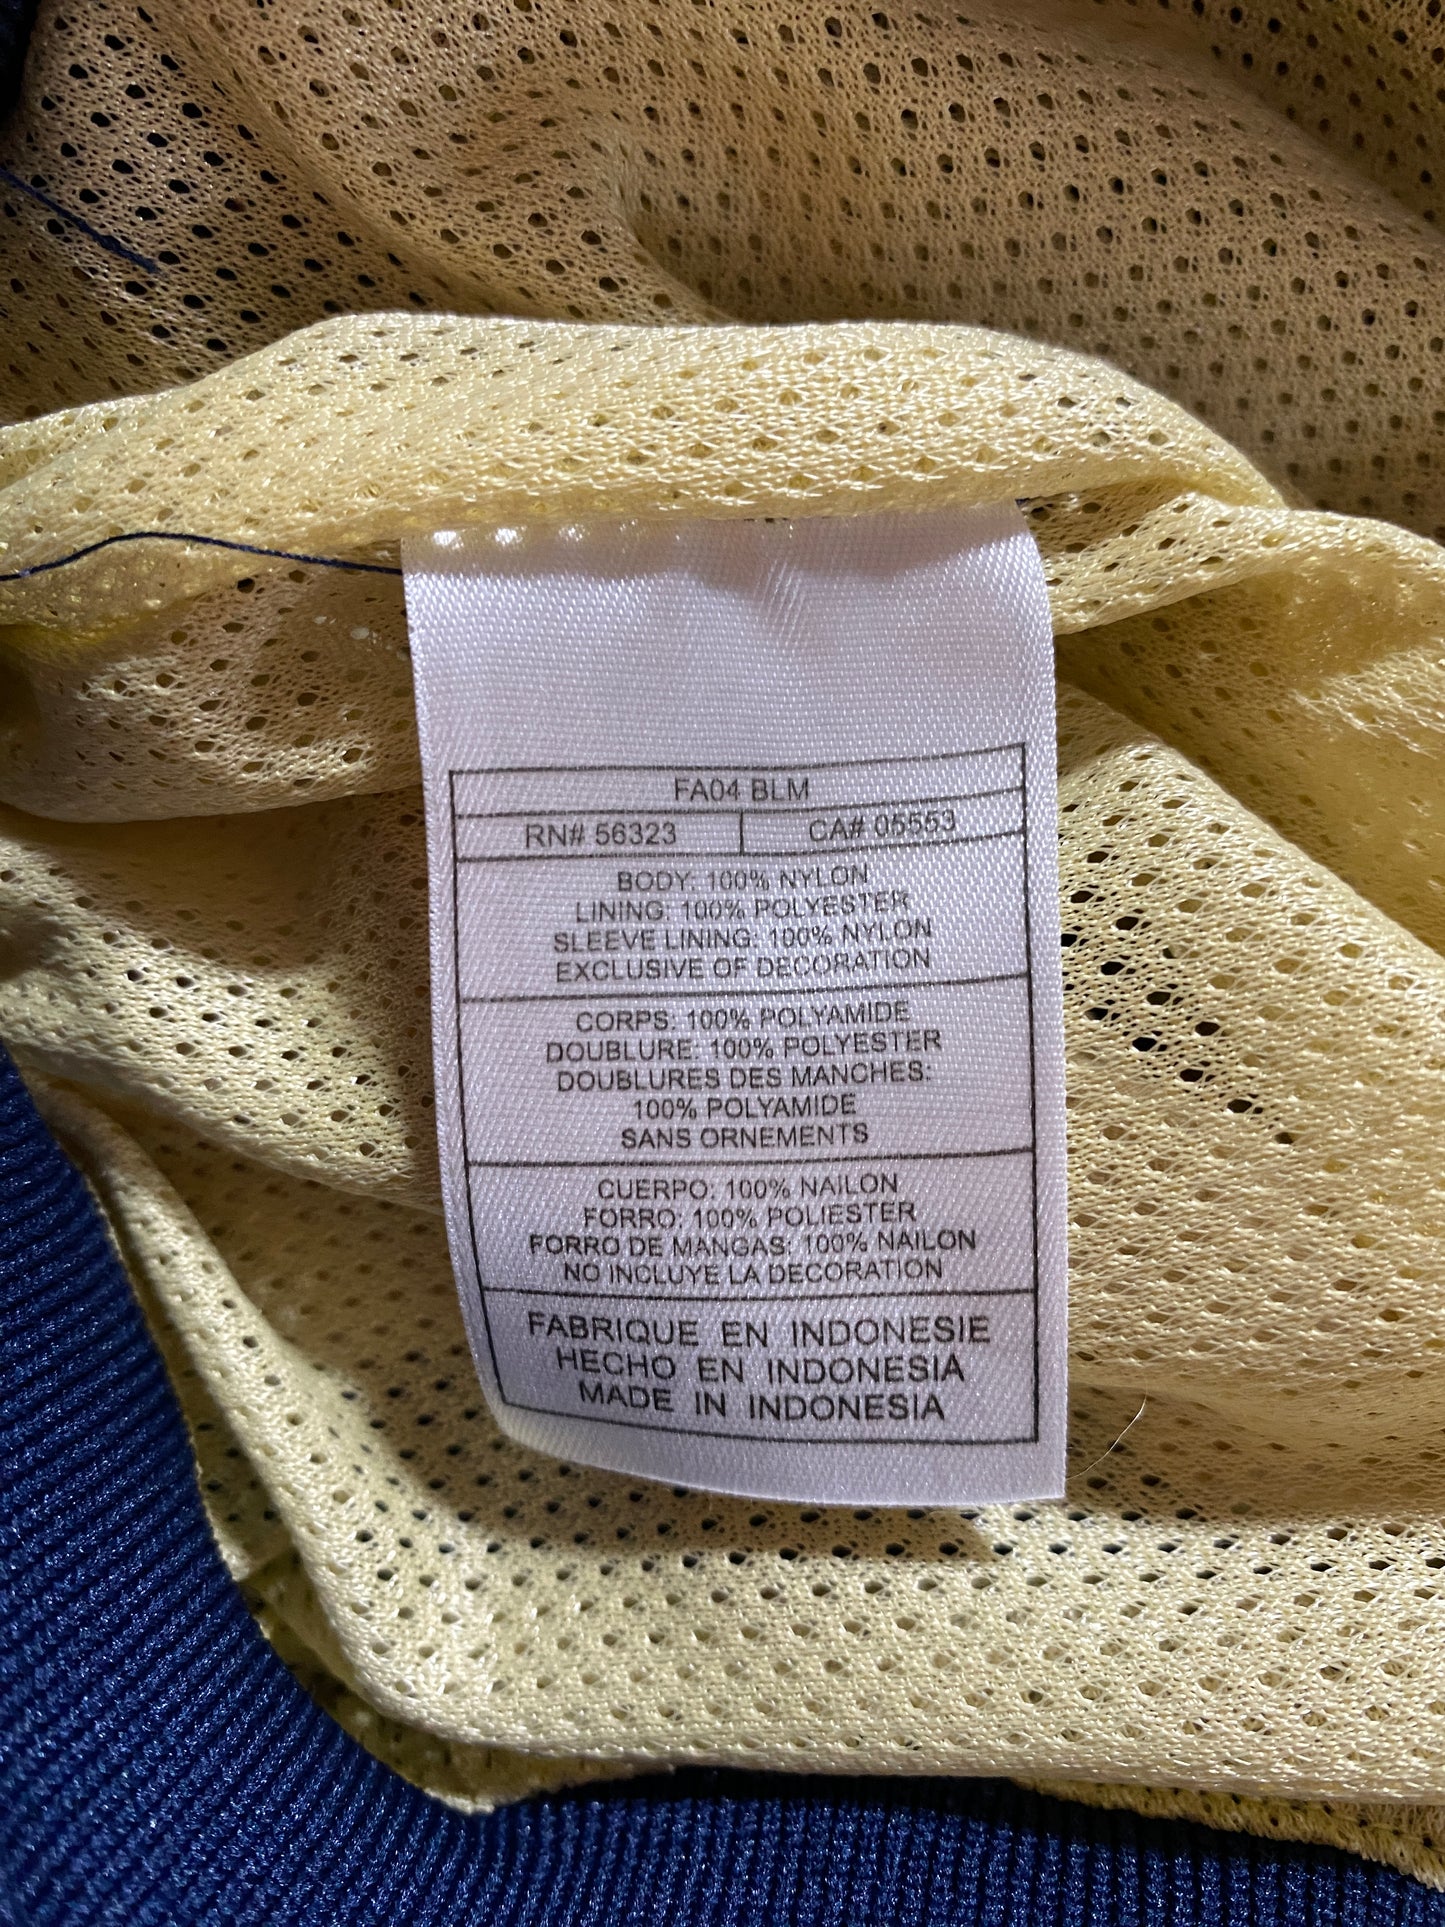 FA04 BLM
RN# 56323 CA# 05553
BODY: 100% NYLON
LINING: 100% POLYESTER
SLEEVE LINING: 100% NYLON
EXCLUSIVE OF DECORATION
CORPS: 100% POLYAMIDE
DOUBLURE: 100% POLYESTER
DOUBLURES DES MANCHES:
100% POLYAMIDE
SANS ORNEMENTS
CUERPO: 100% NAILON
FORRO: 100% POLIESTER
FORRO DE MANGAS: 100% NAILON
NO INCLUYE LA DECORATION
FABRIQUE EN INDONESIE
HECHO EN INDONESIA
MADE IN INDONESIA